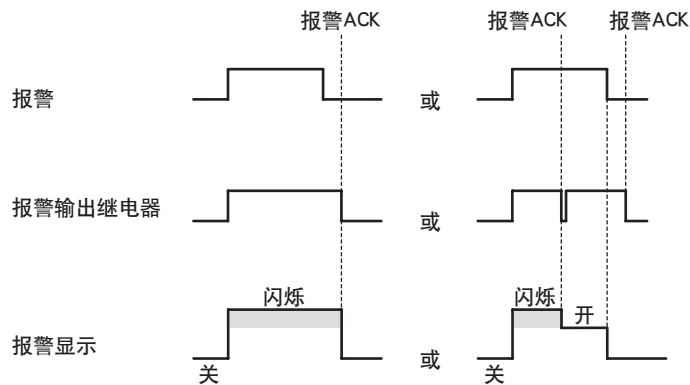 报警ACK 报警ACK 报警ACK
报警 或
报警输出继电器 或
闪烁 闪烁 开
报警显示 或
关 关